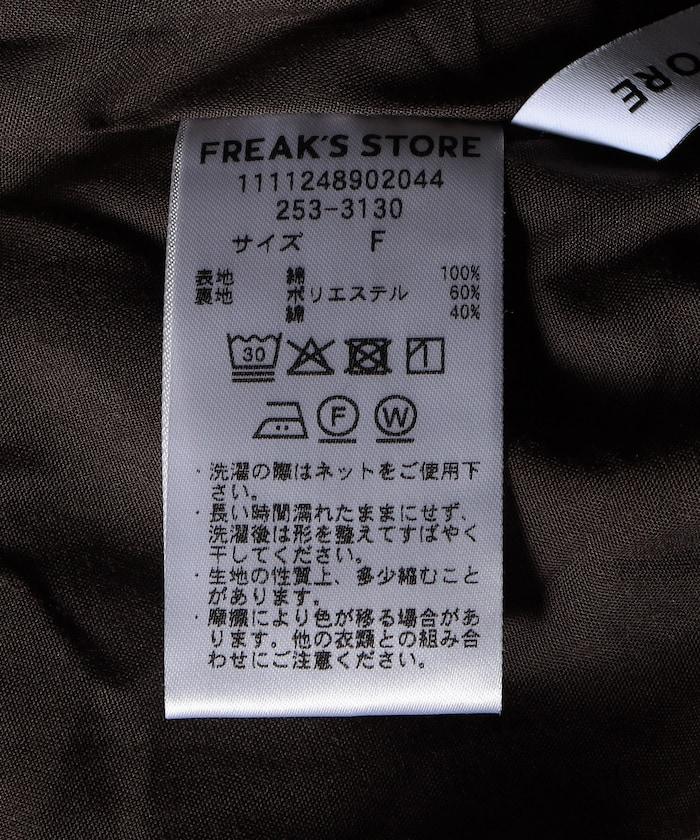 ORE
FREAK'S STORE
1111248902044
253-3130
サイズ F
表地 綿 100%
裏地 ポリエステル 60%
綿 40%
30
F W
・洗濯の際はネットをご使用下
さい。
・長い時間濡れたままにせず、
洗濯後は形を整えてすばやく
干してください。
・生地の性質上、多少縮むこと
があります。
・摩擦により色が移る場合があ
ります。他の衣類との組み合
わせにご注意ください。